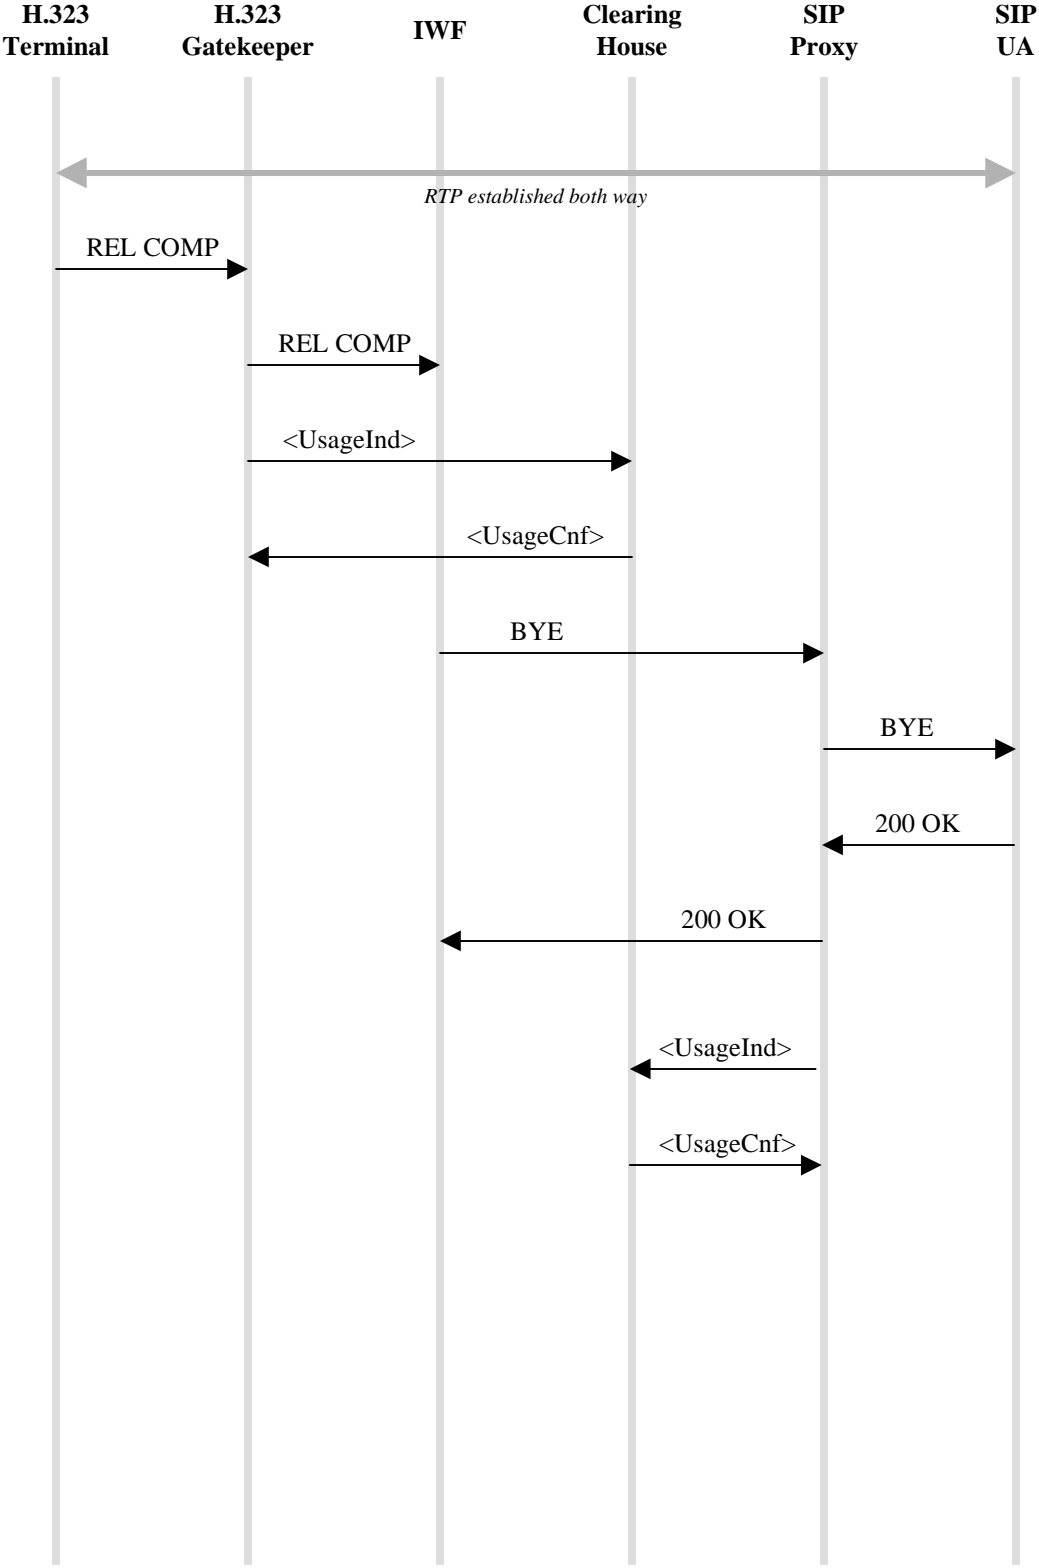 H.323
Terminal
H.323
Gatekeeper
IWF
Clearing
House
SIP
Proxy
SIP
UA
RTP established both way
REL COMP
REL COMP
<UsageInd>
<UsageCnf>
BYE
BYE
200 OK
200 OK
<UsageInd>
<UsageCnf>